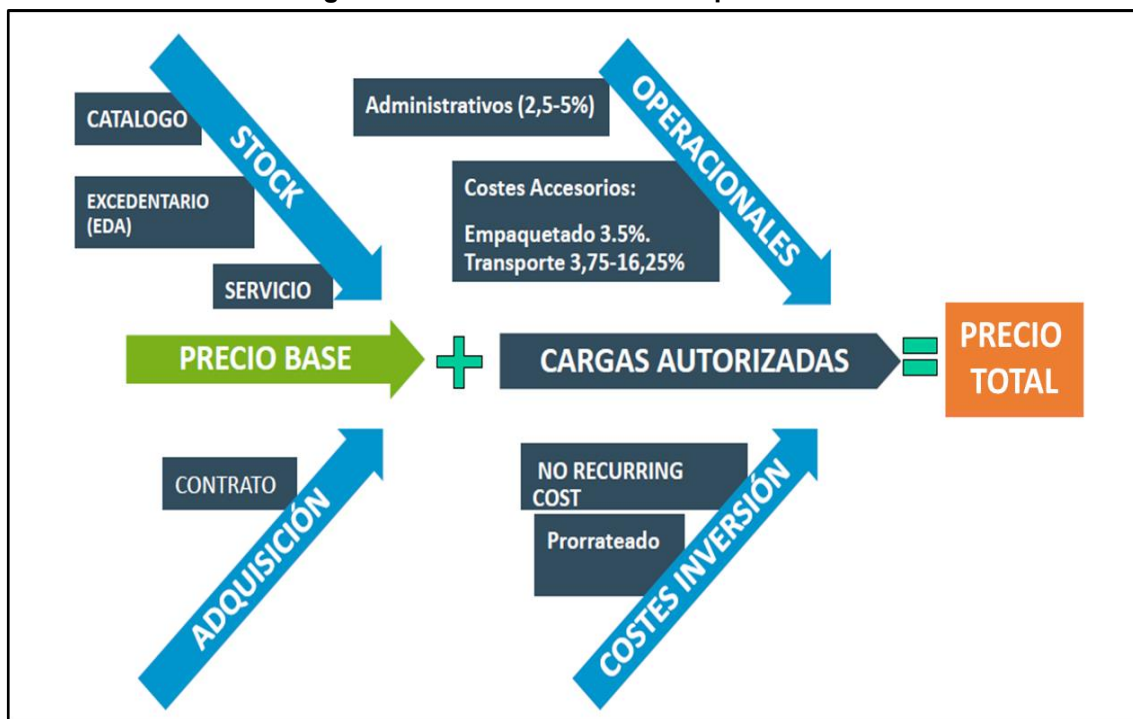 CATALOGO
STOCK
EXCEDENTARIO
(EDA)
SERVICIO
Administrativos (2,5-5%)
OPERACIONALES
Costes Accesorios:
Empaquetado 3.5%.
Transporte 3,75-16,25%
PRECIO BASE
CARGAS AUTORIZADAS
PRECIO
TOTAL
CONTRATO
ADQUISICIÓN
NO RECURRING
COST
Prorrateado
COSTES INVERSIÓN